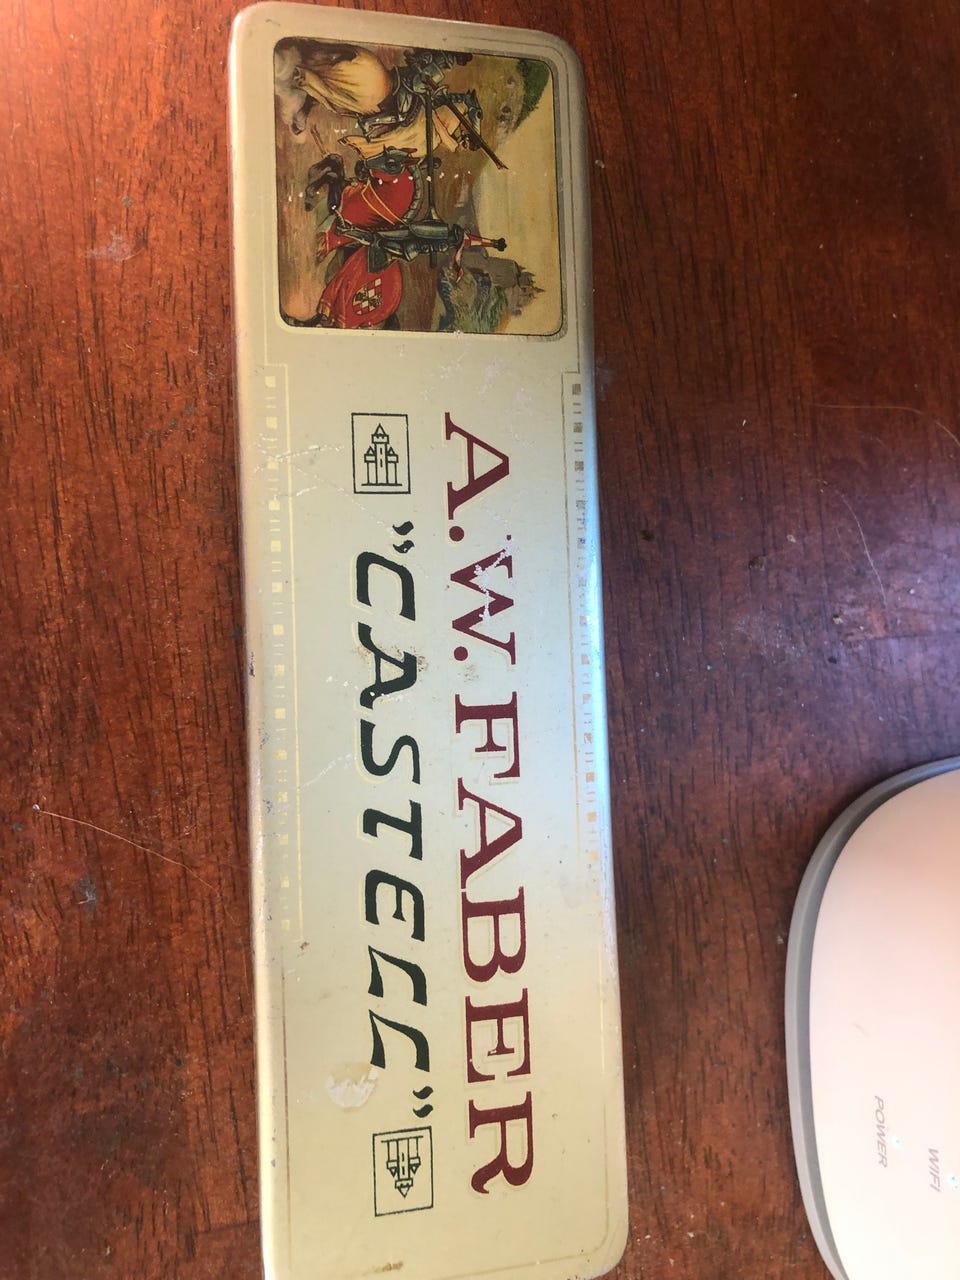 A.W. FABER
"CASTELL"
POWER
WIFI